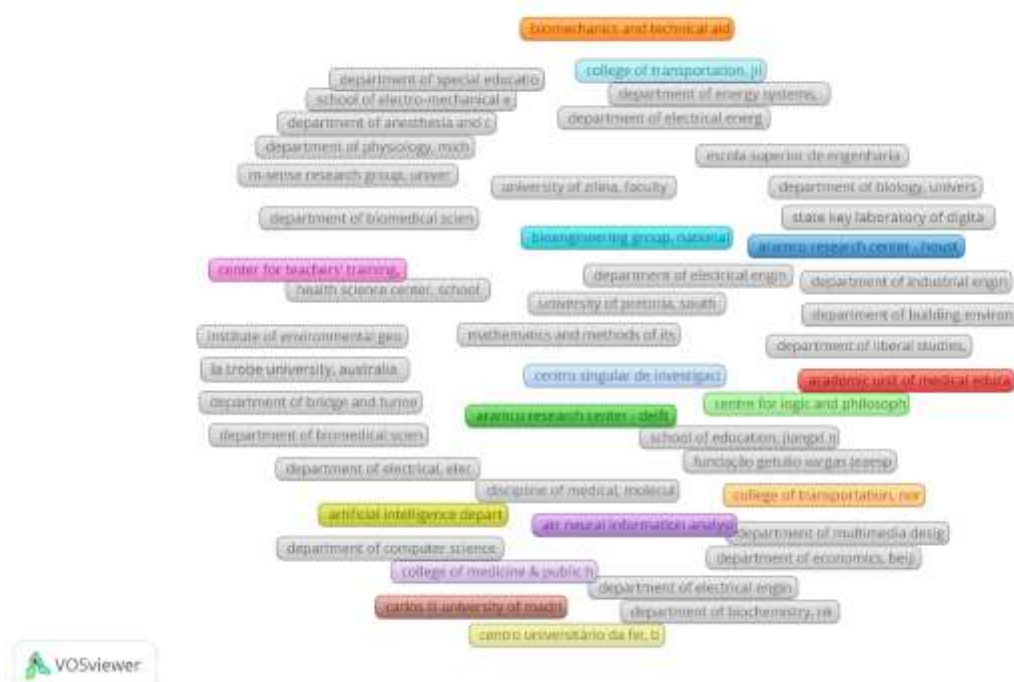 biomechanics and technical aid
college of transportation, jil
department of special educatio
department of energy systems,
school of electro-mechanical e
department of electrical energ
department of anesthesia and c
department of physiology, mich
escola superior de engenharia
m-sense research group, univer
university of zilina, faculty
department of biology, univers
department of biomedical scien
state key laboratory of digita
bioengineering group, national
aramco research center - houst
center for teachers' training,
department of electrical engin
department of industrial engin
health science center, school
university of pretoria, south
department of building environ
institute of environmental geo
mathematics and methods of its
department of liberal studies,
la trobe university, australia
centro singular de investigaci
academic unit of medical educa
department of bridge and tunne
centre for logic and philosoph
aramco research center - delft
department of biomedical scien
school of education, jiangxi n
fundação getulio vargas (eaesp
department of electrical, elec
discipline of medical, molecul
college of transportation, nor
artificial intelligence depart
art neural information analysi
department of multimedia desig
department of computer science
department of economics, beiji
college of medicine & public h
department of electrical engin
carlos iii university of madri
department of biochemistry,
centro universitário da fei, b
VOSviewer